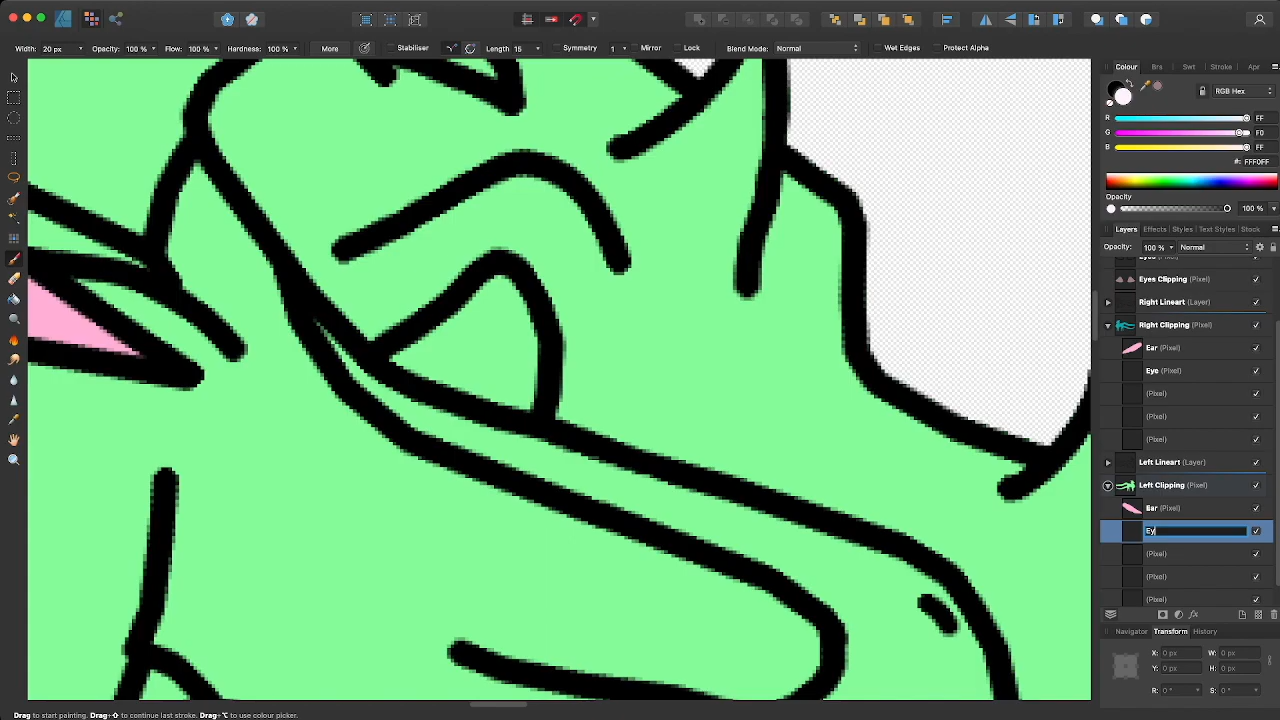 Width: 20 px Opacity: 100 % Flow: 100 % Hardness: 100 % More Stabiliser Length 15 Symmetry 1 Mirror Lock Blend Mode: Normal Wet Edges Protect Alpha
Colour Brs Swt Stroke Apr
RGB Hex
R FF
G F0
B FF
#: FFF0FF
Opacity
100 %
Layers Effects Styles Text Styles Stock
Opacity: 100 % Normal
Eyes Clipping (Pixel)
Right Lineart (Layer)
Right Clipping (Pixel)
Ear (Pixel)
Eye (Pixel)
(Pixel)
(Pixel)
(Pixel)
Left Lineart (Layer)
Left Clipping (Pixel)
Ear (Pixel)
Ey
(Pixel)
(Pixel)
(Pixel)
Navigator Transform History
X: 0 px W: 0 px
Y: 0 px H: 0 px
R: 0 ° S: 0 °
Drag to start painting. Drag+⇧ to continue last stroke. Drag+⌥ to use colour picker.